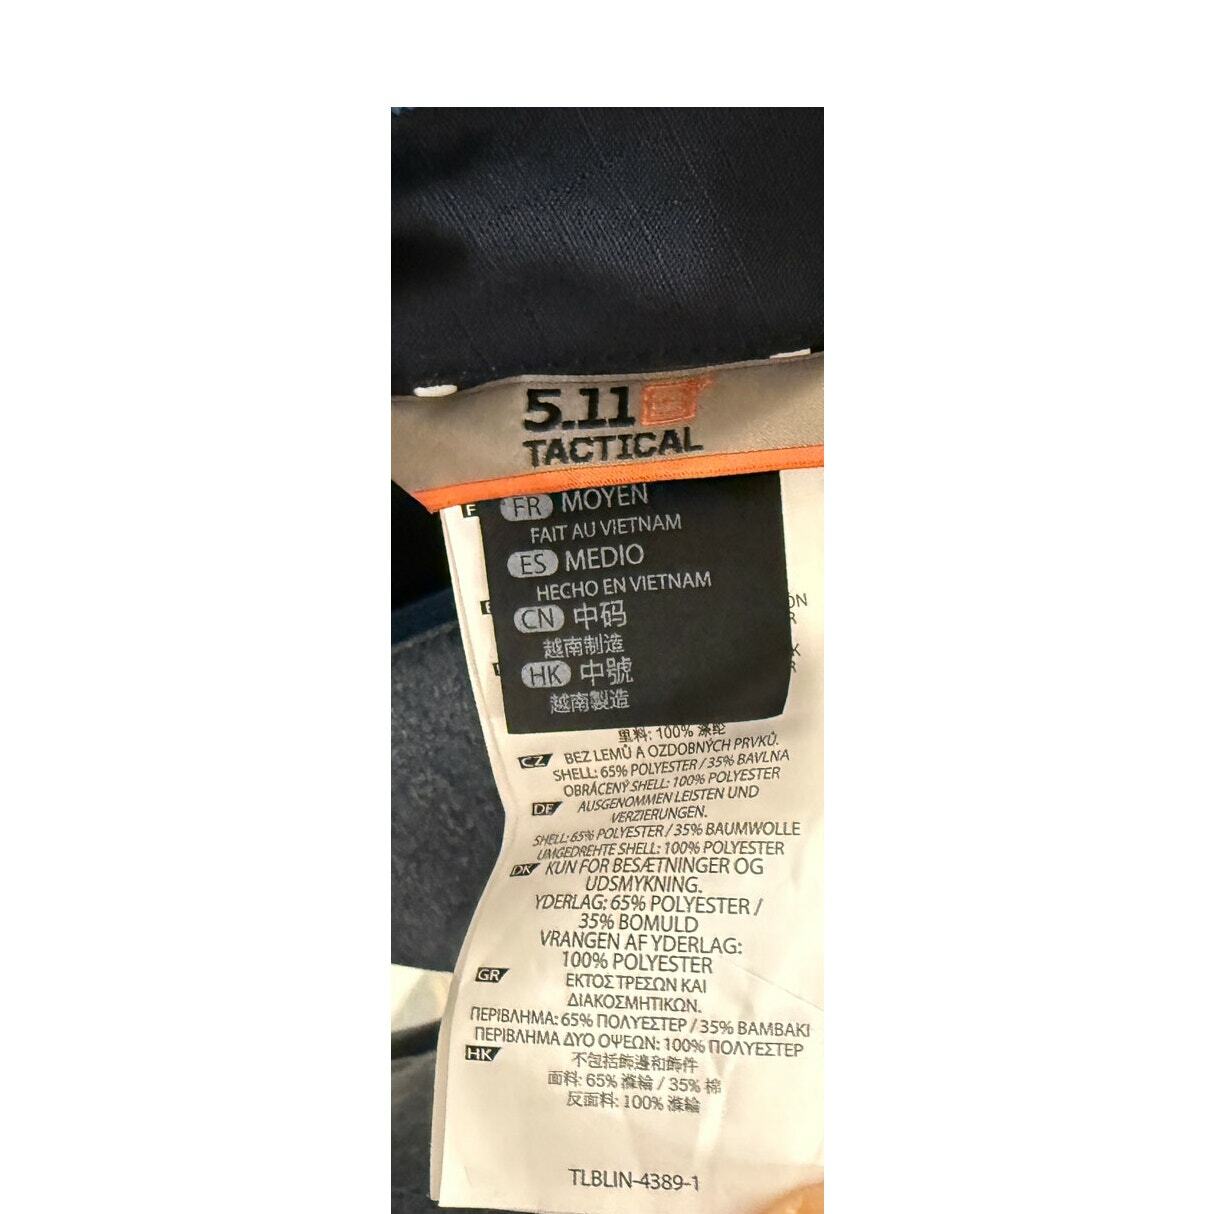 5.11
TACTICAL
FR MOYEN
FAIT AU VIETNAM
ES MEDIO
HECHO EN VIETNAM
CN 中码
越南制造
HK 中號
越南製造
里料: 100% 涤纶
CZ BEZ LEMŮ A OZDOBNÝCH PRVKŮ.
SHELL: 65% POLYESTER / 35% BAVLNA
OBRÁCENÝ SHELL: 100% POLYESTER
DE AUSGENOMMEN LEISTEN UND
VERZIERUNGEN.
SHELL: 65% POLYESTER / 35% BAUMWOLLE
UMGEDREHTE SHELL: 100% POLYESTER
DK KUN FOR BESÆTNINGER OG
UDSMYKNING.
YDERLAG: 65% POLYESTER /
35% BOMULD
VRANGEN AF YDERLAG:
100% POLYESTER
GR ΕΚΤΟΣ ΤΡΕΣΩΝ ΚΑΙ
ΔΙΑΚΟΣΜΗΤΙΚΩΝ.
ΠΕΡΙΒΛΗΜΑ: 65% ΠΟΛΥΕΣΤΕΡ / 35% ΒΑΜΒΑΚΙ
ΠΕΡΙΒΛΗΜΑ ΔΥΟ ΟΨΕΩΝ: 100% ΠΟΛΥΕΣΤΕΡ
HK 不包括飾邊和飾件
面料: 65% 滌綸 / 35% 棉
反面料: 100% 滌綸
TLBLIN-4389-1